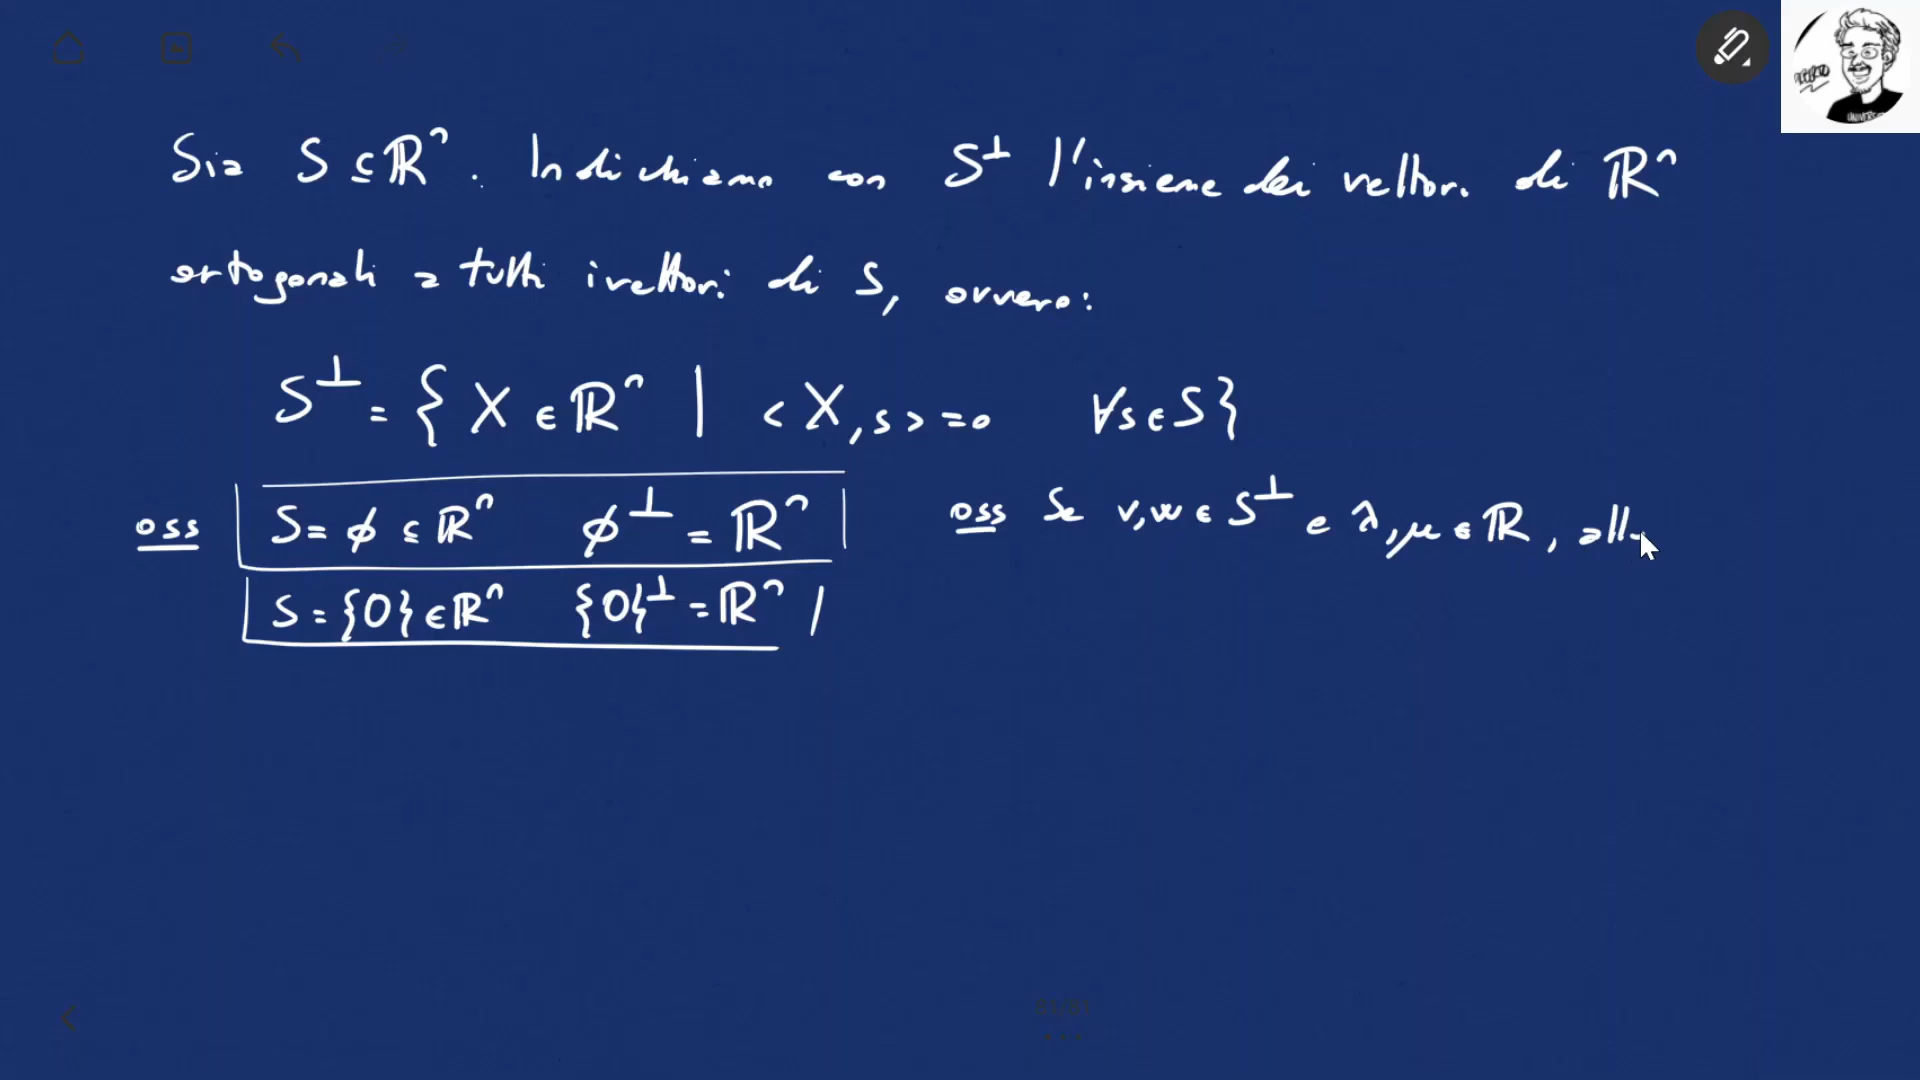 Sia S ⊆ ℝⁿ. Indichiamo con S^⊥ l'insieme dei vettori di ℝⁿ
ortogonali a tutti i vettori di S, ovvero:
S^⊥ = { X ∈ ℝⁿ | < X, s > = 0 ∀s ∈ S }
oss S = ϕ ⊆ ℝⁿ ϕ^⊥ = ℝⁿ
S = {0} ∈ ℝⁿ {0}^⊥ = ℝⁿ
oss Se v, w ∈ S^⊥ e λ, μ ∈ ℝ, all